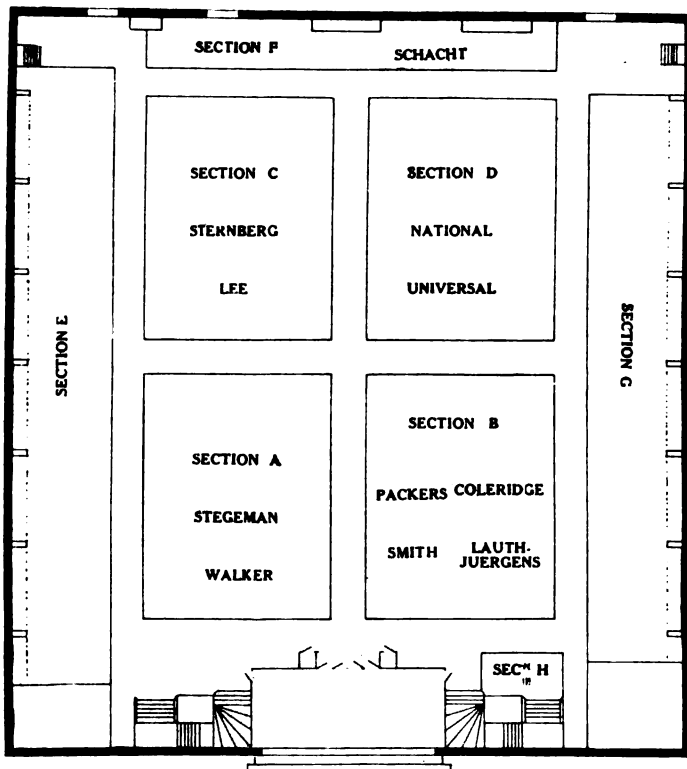 SECTION F
SCHACHT
SECTION C
STERNBERG
LEE
SECTION D
NATIONAL
UNIVERSAL
SECTION E
SECTION G
SECTION A
STEGEMAN
WALKER
SECTION B
PACKERS COLERIDGE
SMITH
LAUTH-
JUERGENS
SECN H